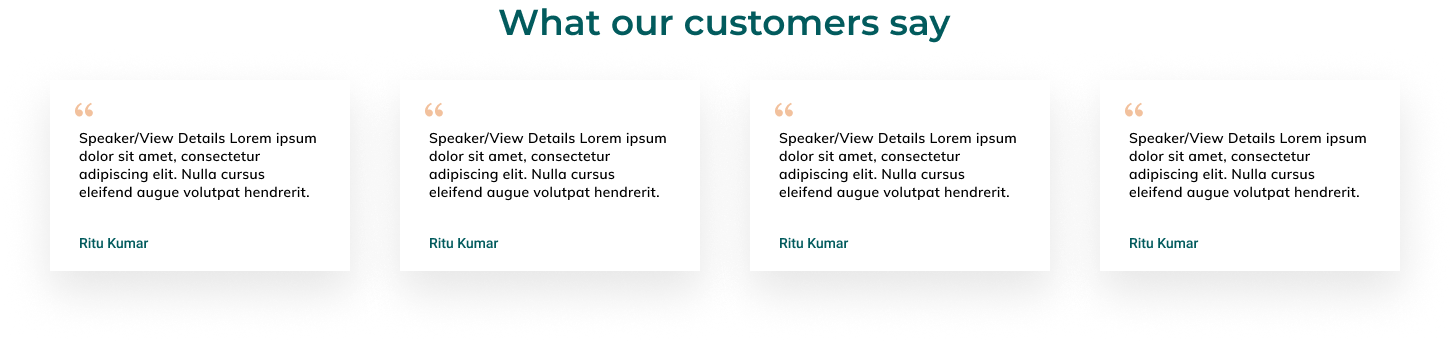 What our customers say
“
Speaker/View Details Lorem ipsum
dolor sit amet, consectetur
adipiscing elit. Nulla cursus
eleifend augue volutpat hendrerit.
Ritu Kumar
“
Speaker/View Details Lorem ipsum
dolor sit amet, consectetur
adipiscing elit. Nulla cursus
eleifend augue volutpat hendrerit.
Ritu Kumar
“
Speaker/View Details Lorem ipsum
dolor sit amet, consectetur
adipiscing elit. Nulla cursus
eleifend augue volutpat hendrerit.
Ritu Kumar
“
Speaker/View Details Lorem ipsum
dolor sit amet, consectetur
adipiscing elit. Nulla cursus
eleifend augue volutpat hendrerit.
Ritu Kumar